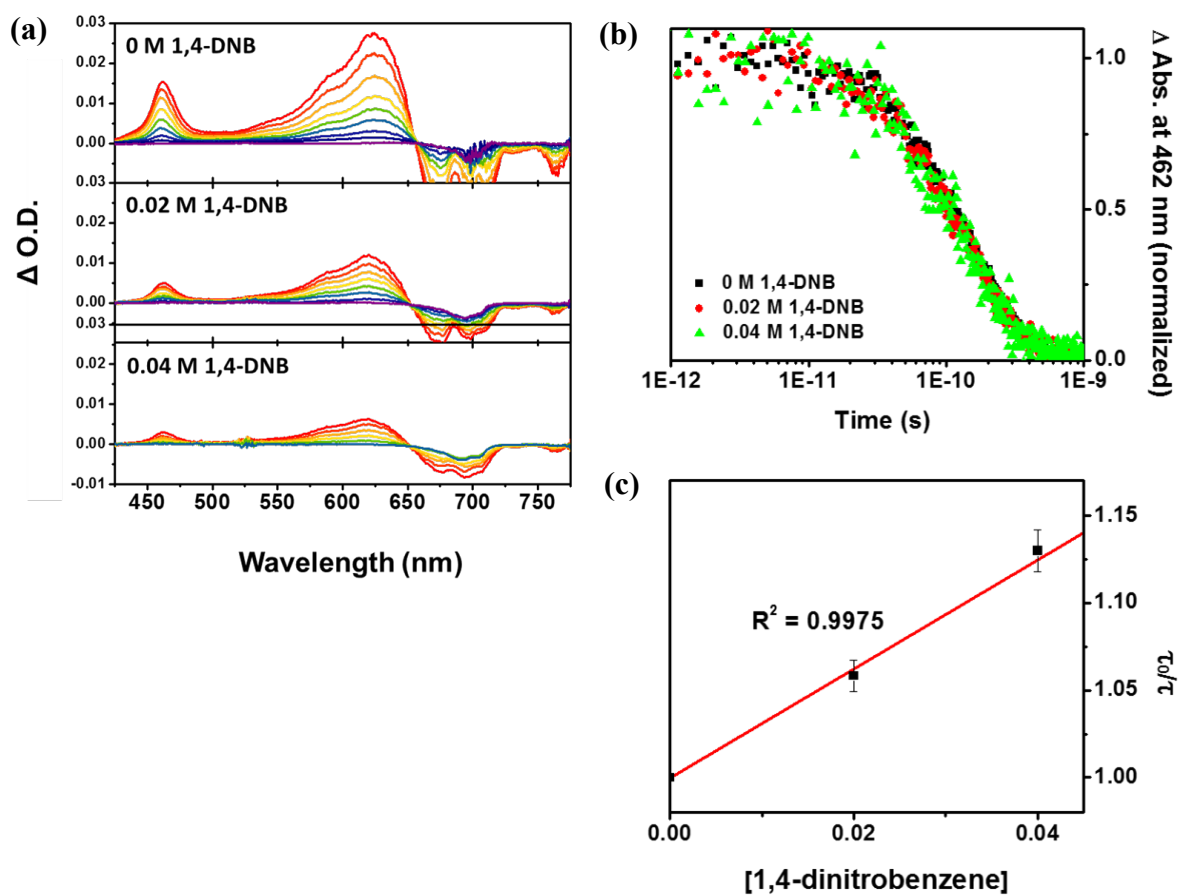 (a)
0 M 1,4-DNB
0.03
0.02
0.01
0.00
0.03
0.02 M 1,4-DNB
0.02
0.01
0.00
0.03
0.04 M 1,4-DNB
0.02
0.01
0.00
-0.01
Δ O.D.
450 500 550 600 650 700 750
Wavelength (nm)
(b)
0 M 1,4-DNB
0.02 M 1,4-DNB
0.04 M 1,4-DNB
1.0
0.5
0.0
Δ Abs. at 462 nm (normalized)
1E-12 1E-11 1E-10 1E-9
Time (s)
(c)
R² = 0.9975
1.15
1.10
1.05
1.00
τ₀/τ
0.00 0.02 0.04
[1,4-dinitrobenzene]